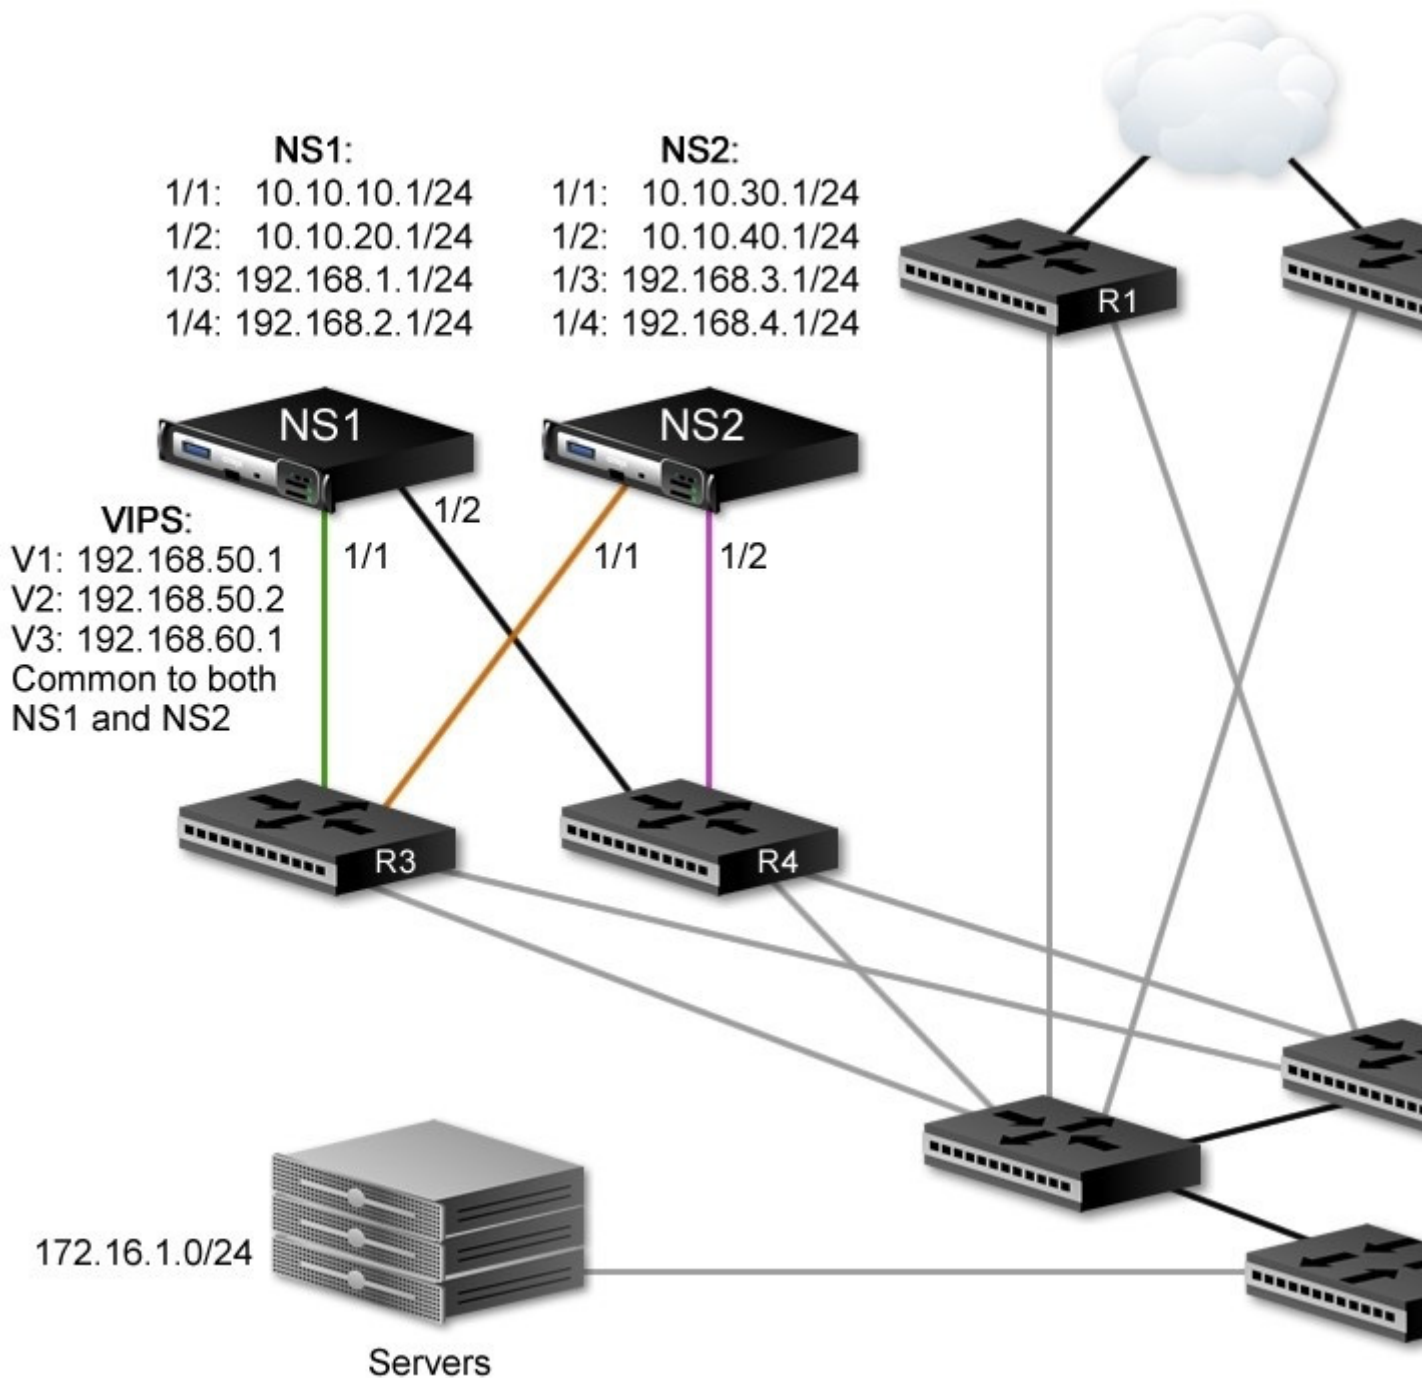 NS1:
1/1: 10.10.10.1/24
1/2: 10.10.20.1/24
1/3: 192.168.1.1/24
1/4: 192.168.2.1/24
NS2:
1/1: 10.10.30.1/24
1/2: 10.10.40.1/24
1/3: 192.168.3.1/24
1/4: 192.168.4.1/24
R1
NS1
NS2
1/2
1/1
1/1
1/2
VIPS:
V1: 192.168.50.1
V2: 192.168.50.2
V3: 192.168.60.1
Common to both
NS1 and NS2
R3
R4
172.16.1.0/24
Servers